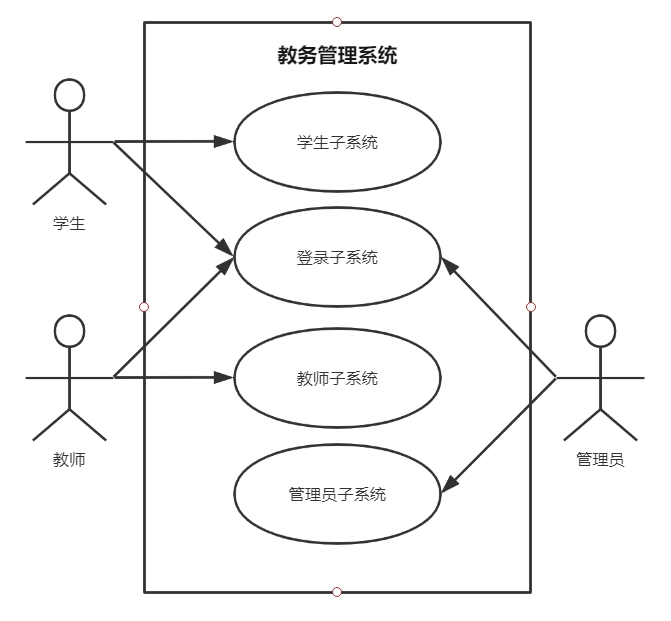 教务管理系统
学生子系统
学生
登录子系统
教师子系统
教师
管理员
管理员子系统